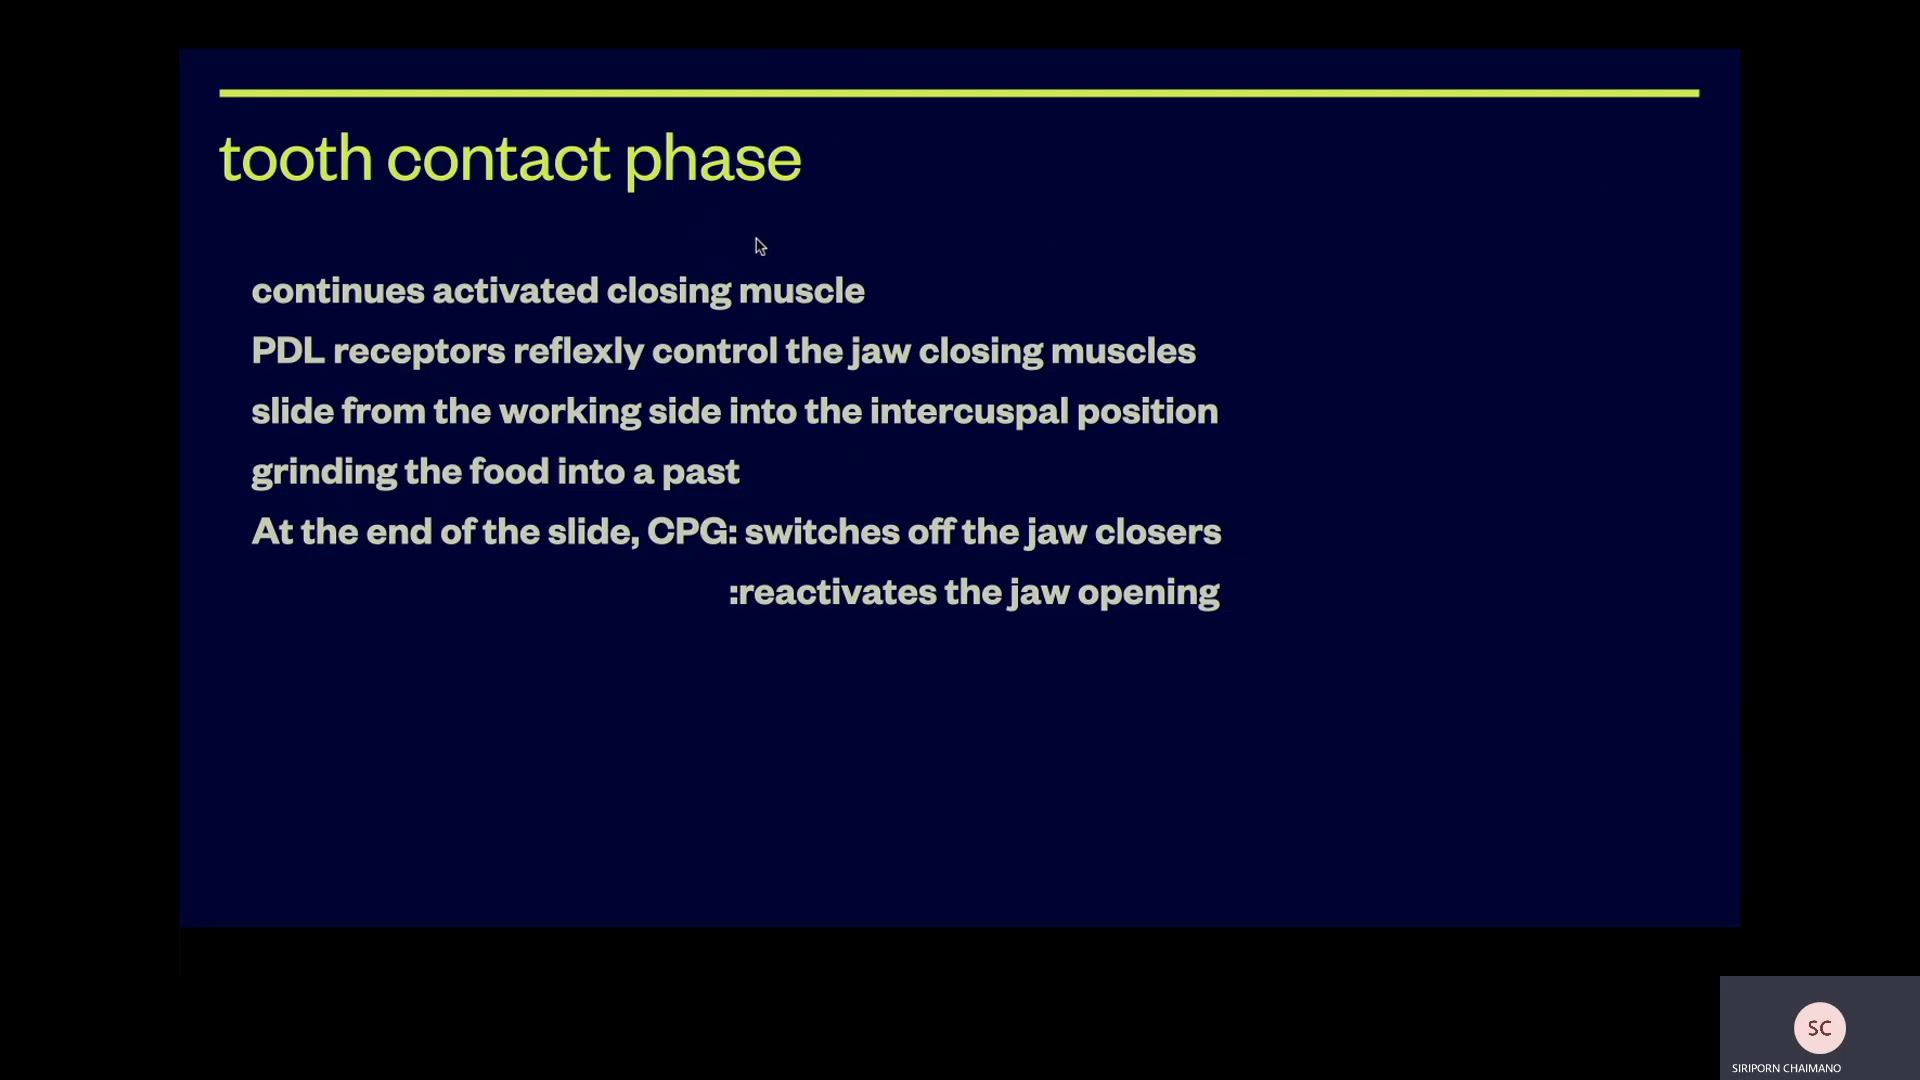 tooth contact phase
continues activated closing muscle
PDL receptors reflexly control the jaw closing muscles
slide from the working side into the intercuspal position
grinding the food into a past
At the end of the slide, CPG: switches off the jaw closers
:reactivates the jaw opening
SC
SIRIPORN CHAIMANO